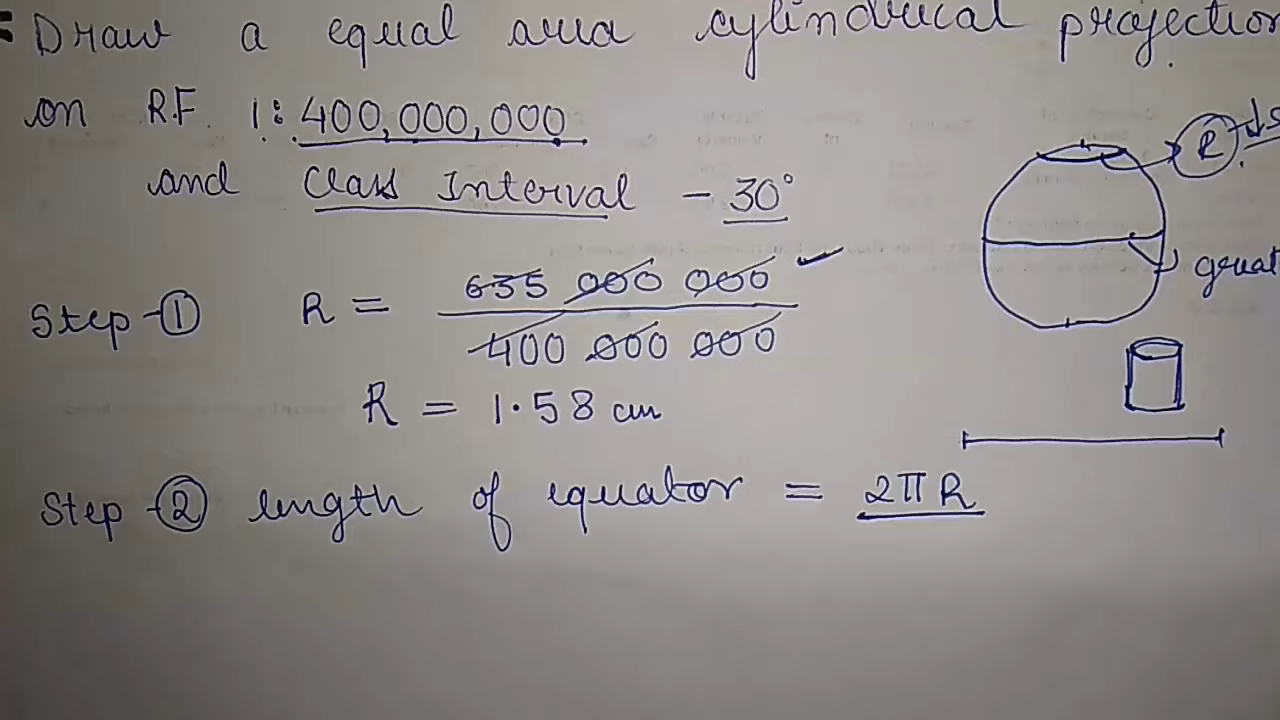 Draw a equal area cylindrical projection
on R.F. 1:400,000,000
and Class Interval - 30°
R
great
Step-① R = 635 000 000 / 400 000 000
R = 1.58 cm
Step-② length of equator = 2πR